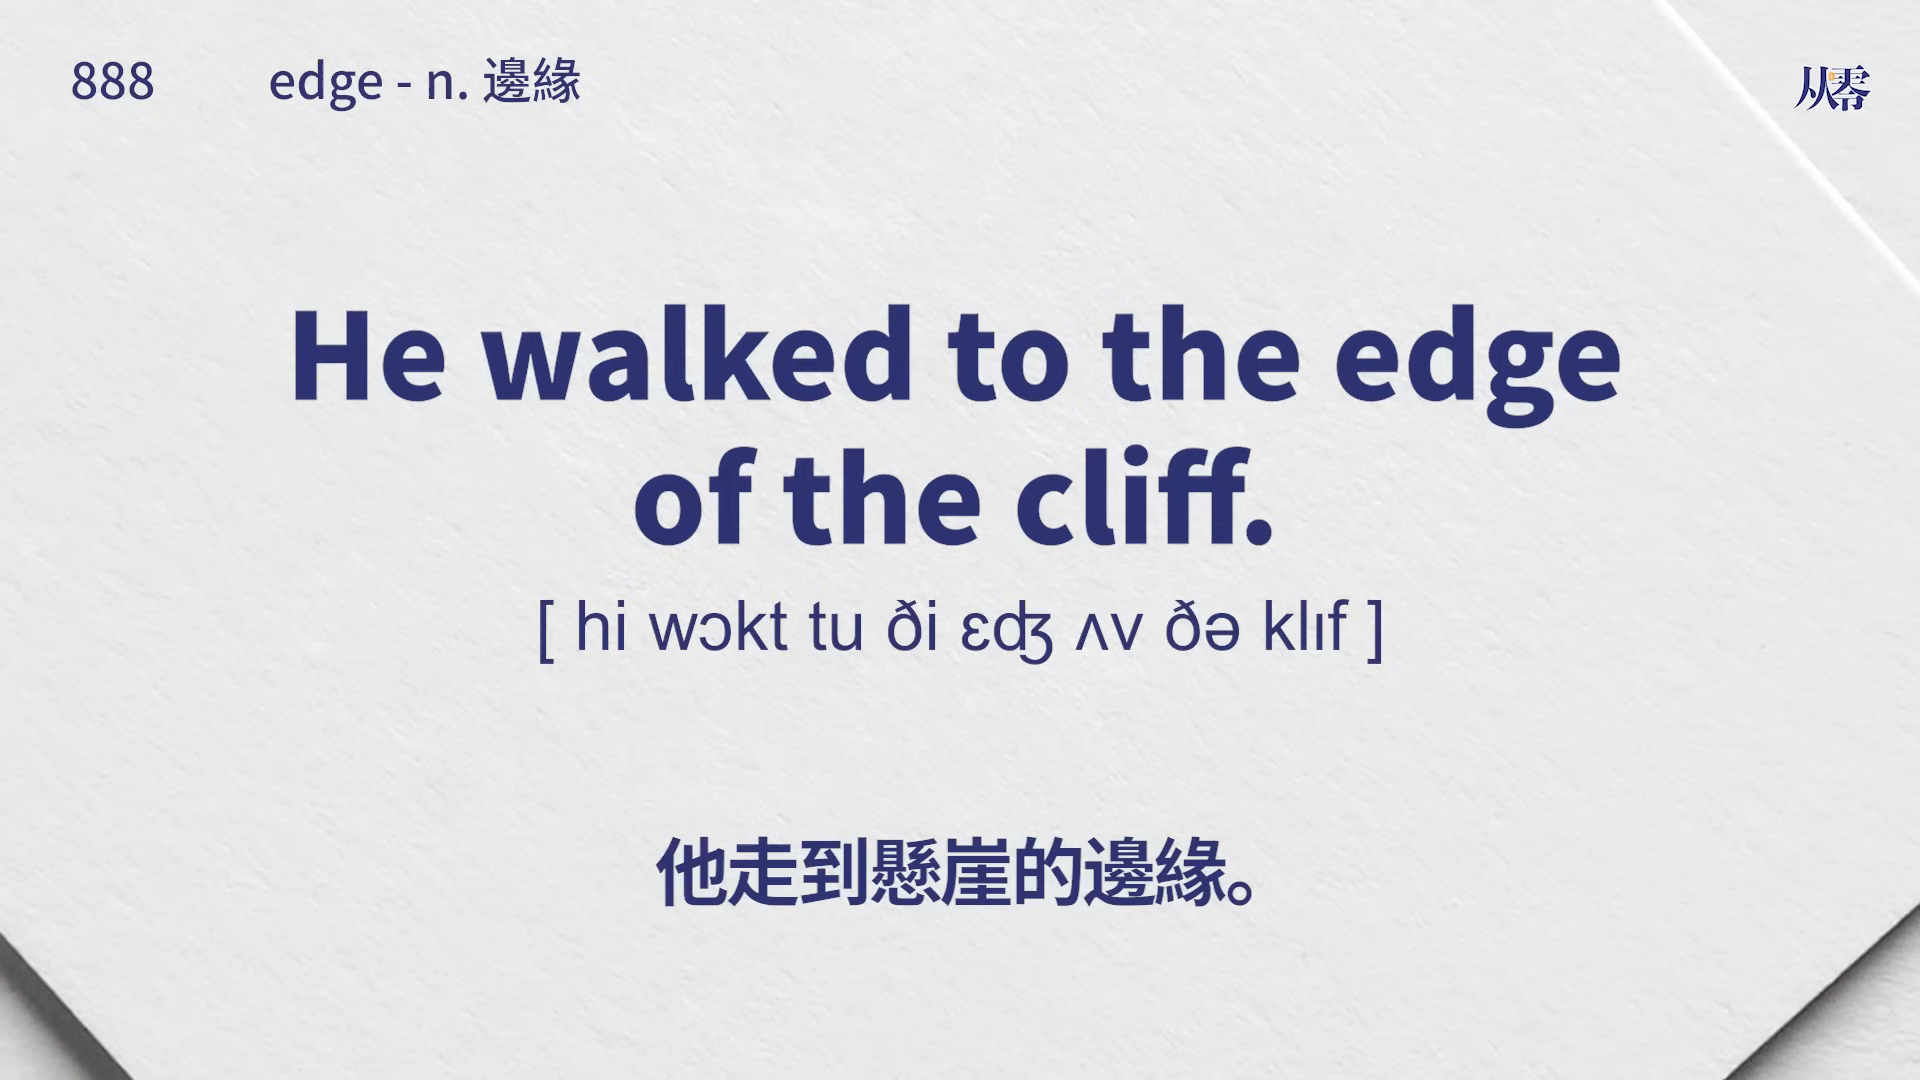 888 edge - n. 邊緣
从零
He walked to the edge
of the cliff.
[ hi wɔkt tu ði ɛʤ ʌv ðə klɪf ]
他走到懸崖的邊緣。